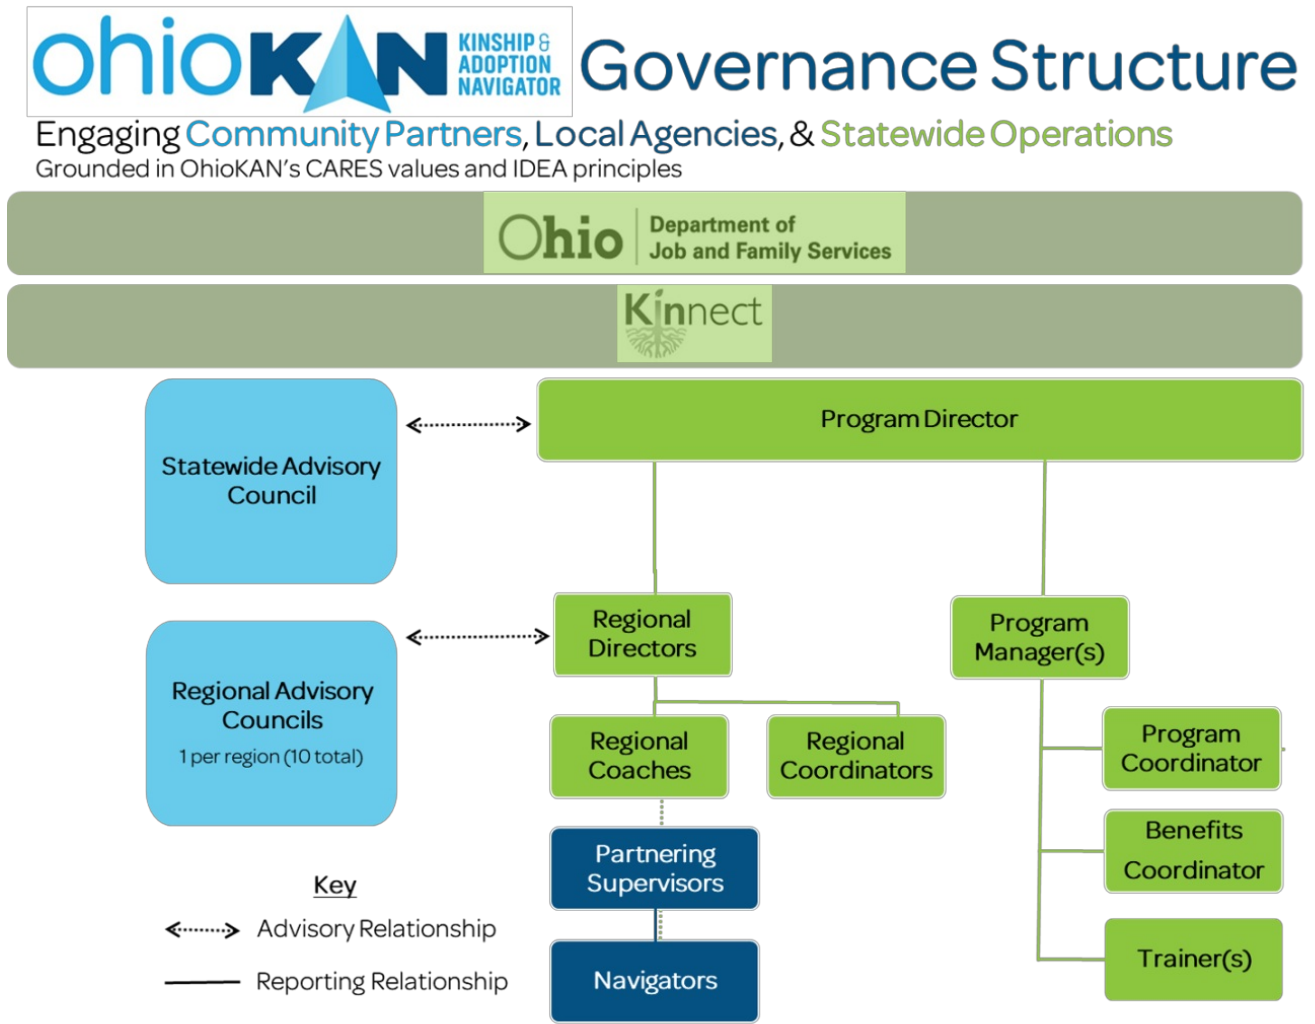 ohioKAN KINSHIP &
ADOPTION
NAVIGATOR
Governance Structure
Engaging Community Partners, Local Agencies, & Statewide Operations
Grounded in OhioKAN's CARES values and IDEA principles
Ohio
Department of
Job and Family Services
Kinnect
Statewide Advisory
Council
Program Director
Regional Advisory
Councils
1 per region (10 total)
Regional
Directors
Program
Manager(s)
Regional
Coaches
Regional
Coordinators
Program
Coordinator
Partnering
Supervisors
Benefits
Coordinator
Navigators
Trainer(s)
Key
Advisory Relationship
Reporting Relationship